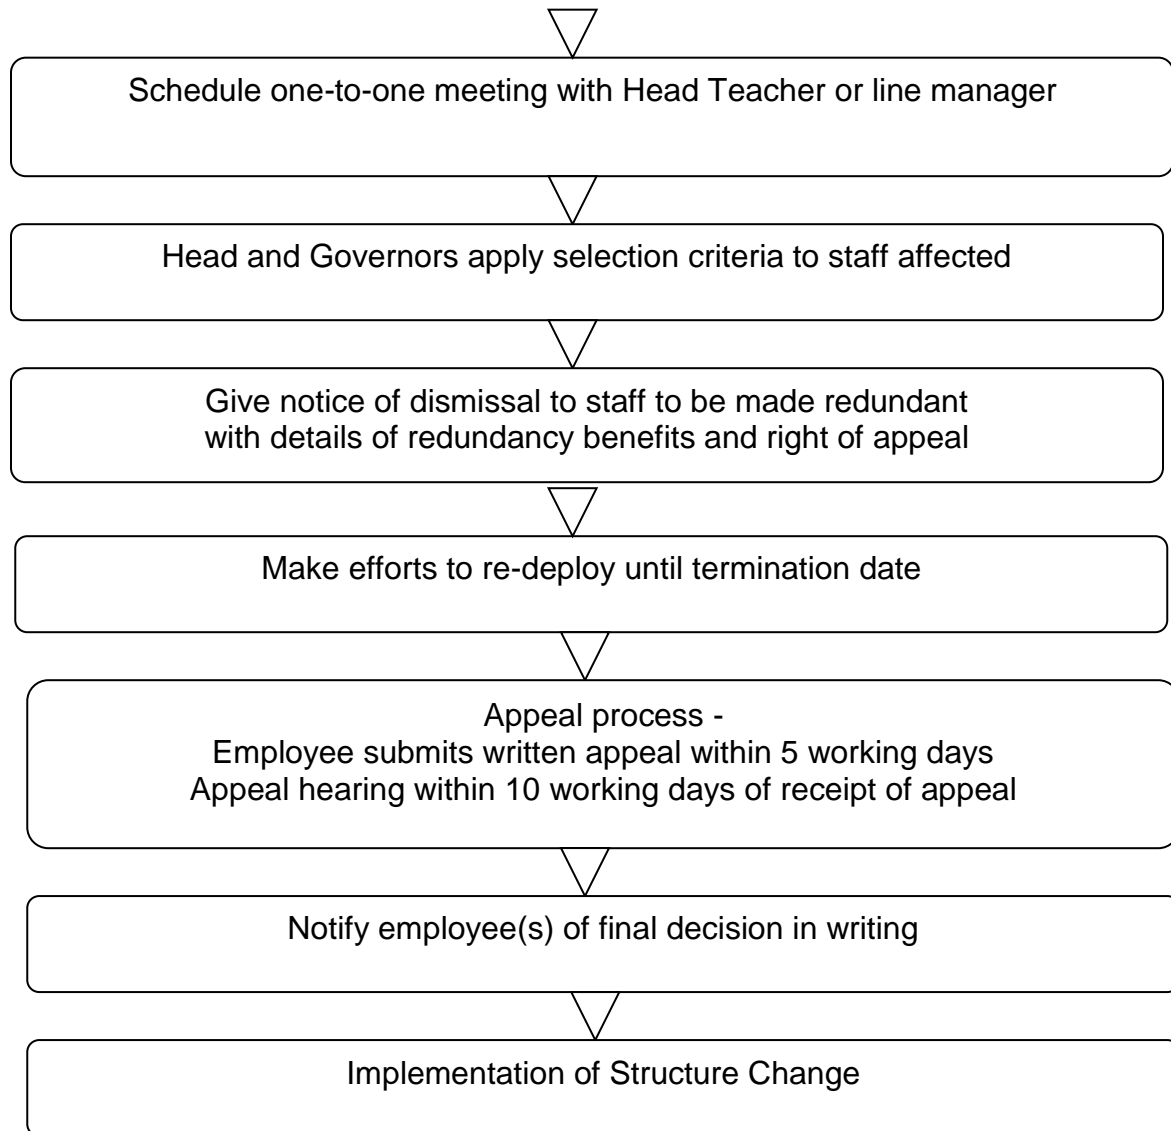 Schedule one-to-one meeting with Head Teacher or line manager
Head and Governors apply selection criteria to staff affected
Give notice of dismissal to staff to be made redundant
with details of redundancy benefits and right of appeal
Make efforts to re-deploy until termination date
Appeal process -
Employee submits written appeal within 5 working days
Appeal hearing within 10 working days of receipt of appeal
Notify employee(s) of final decision in writing
Implementation of Structure Change